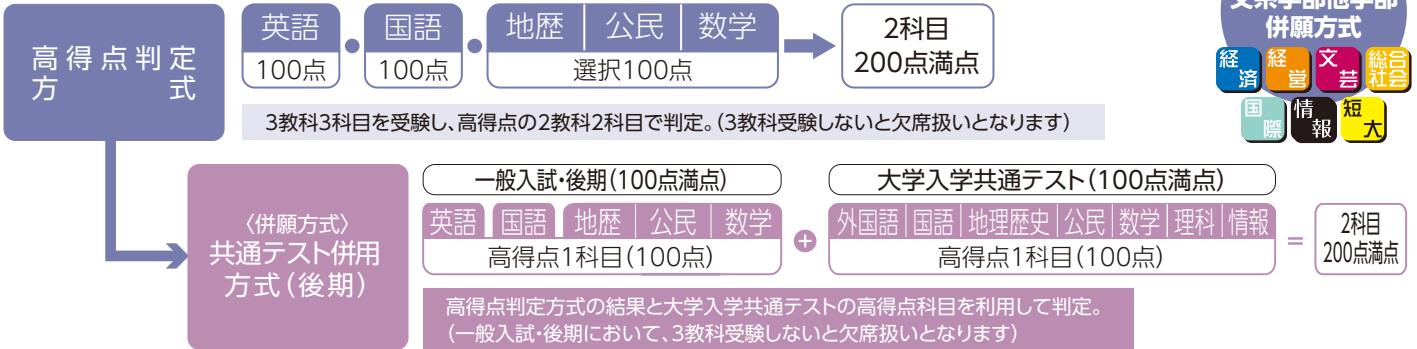 文系学部他学部
併願方式
経済 経営 文芸 総合社会
国際 情報 短大
高得点判定
方式
英語 国語 地歴 公民 数学
100点 100点 選択100点
2科目
200点満点
3教科3科目を受験し、高得点の2教科2科目で判定。(3教科受験しないと欠席扱いとなります)
〈併願方式〉
共通テスト併用
方式(後期)
一般入試・後期(100点満点)
英語 国語 地歴 公民 数学
高得点1科目(100点)
+
大学入学共通テスト(100点満点)
外国語 国語 地理歴史 公民 数学 理科 情報
高得点1科目(100点)
=
2科目
200点満点
高得点判定方式の結果と大学入学共通テストの高得点科目を利用して判定。
(一般入試・後期において、3教科受験しないと欠席扱いとなります)